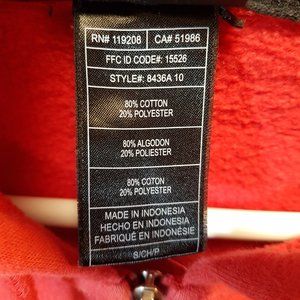 RN# 119208 CA# 51986
FFC ID CODE#: 15526
STYLE#: 8436A 10
80% COTTON
20% POLYESTER
80% ALGODON
20% POLIESTER
80% COTON
20% POLYESTER
MADE IN INDONESIA
HECHO EN INDONESIA
FABRIQUÉ EN INDONÉSIE
S/CH/P